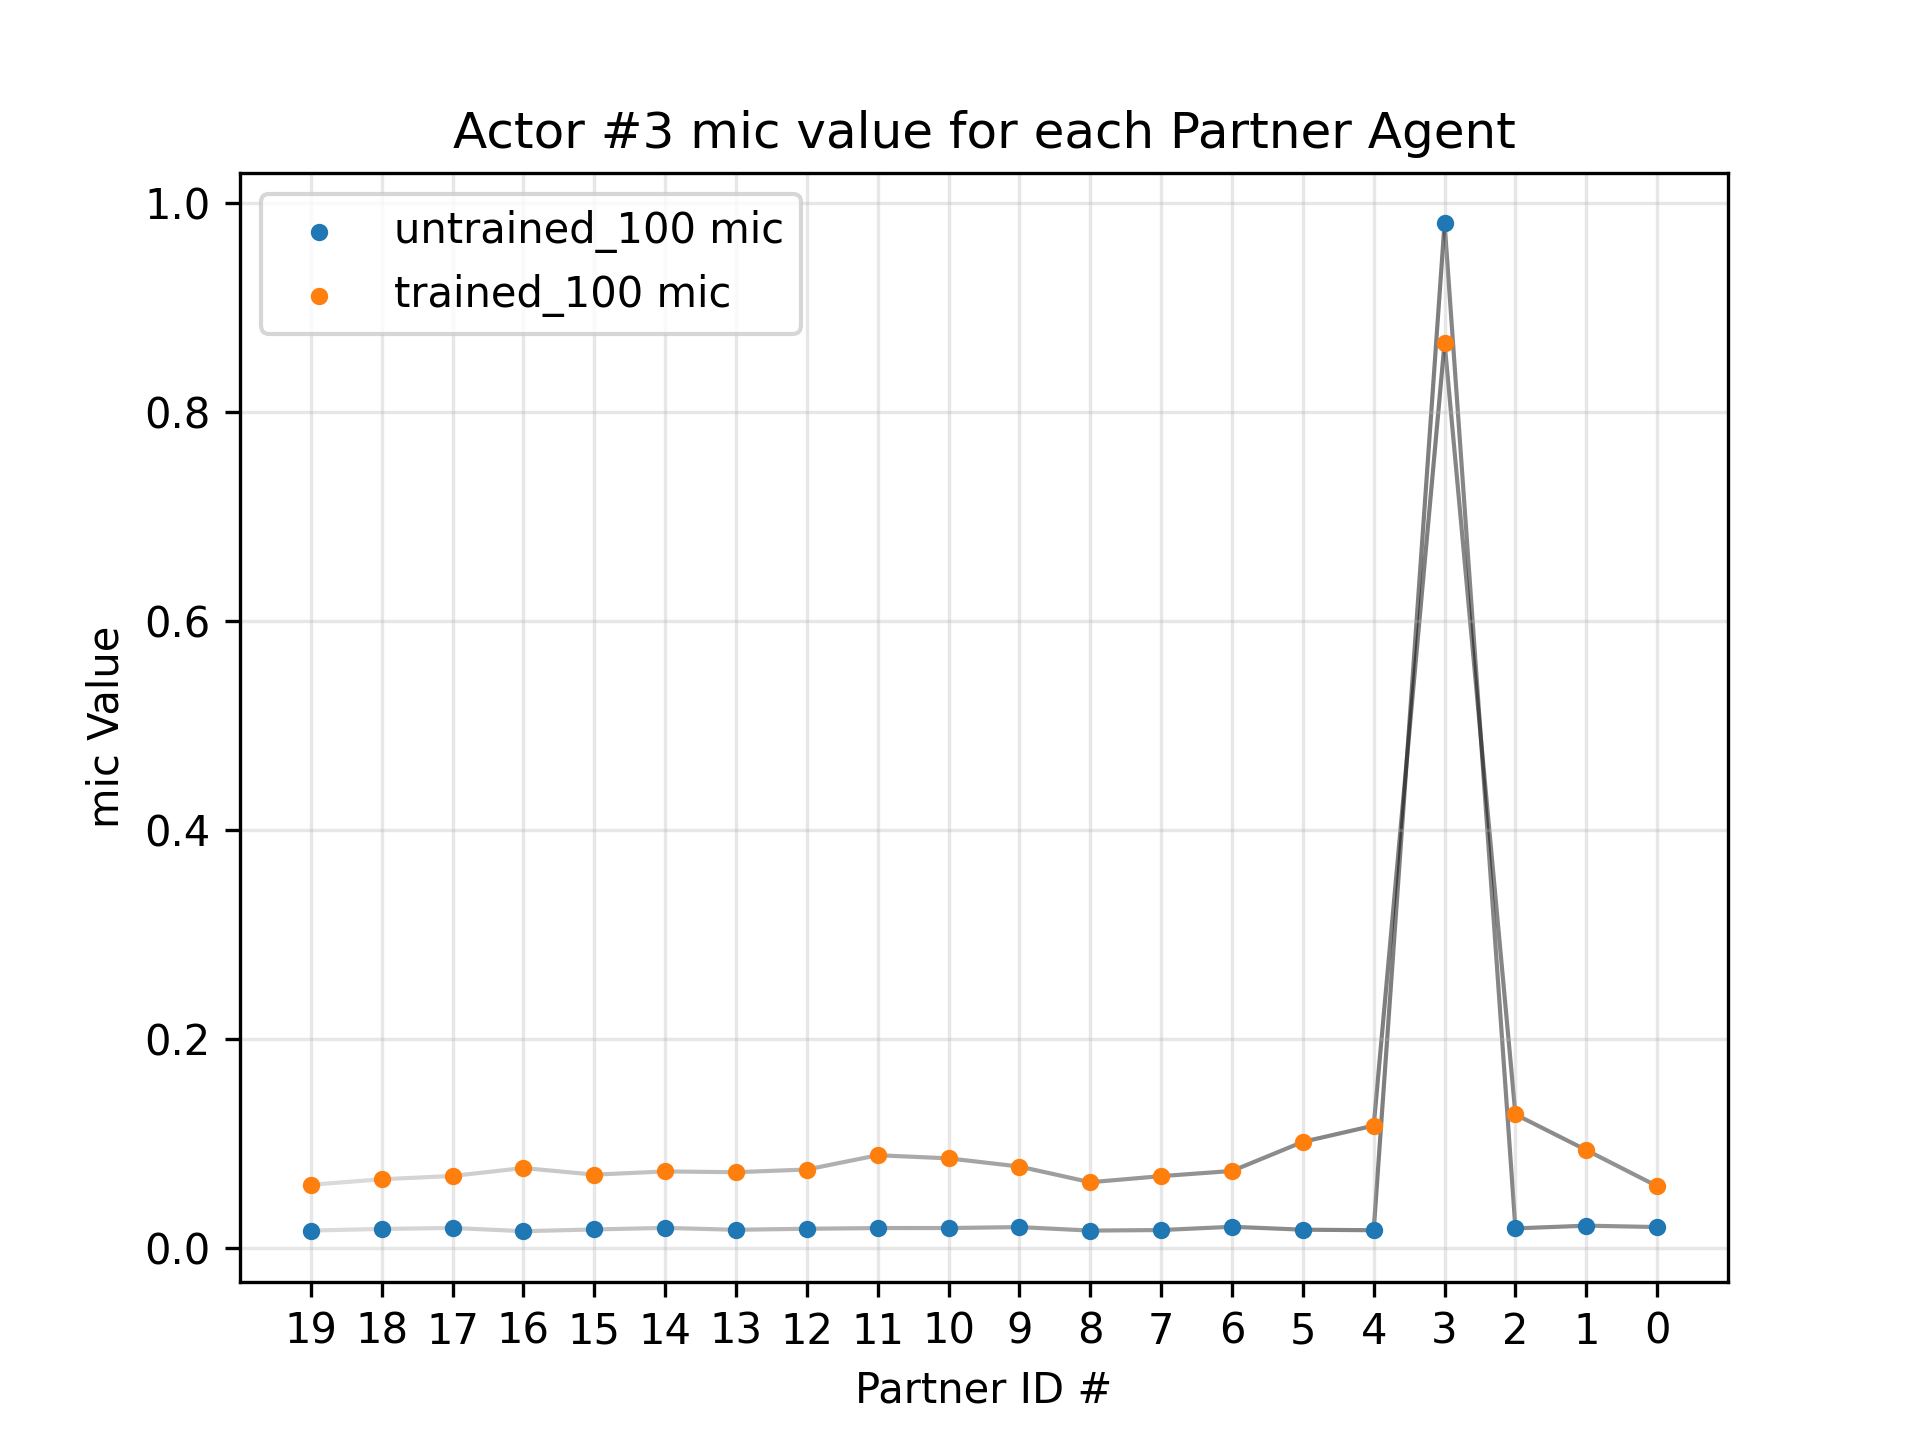 Actor #3 mic value for each Partner Agent
untrained_100 mic
trained_100 mic
1.0
0.8
0.6
0.4
0.2
0.0
mic Value
19 18 17 16 15 14 13 12 11 10 9 8 7 6 5 4 3 2 1 0
Partner ID #